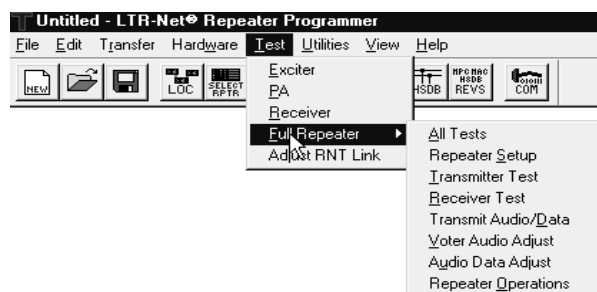 Untitled - LTR-Net® Repeater Programmer
File Edit Transfer Hardware Test Utilities View Help
NEW LOC SELECT RPTR HSDB MPC MAC HSDB REVS COM
Exciter
PA
Receiver
Full Repeater
Adjust RNT Link
All Tests
Repeater Setup
Transmitter Test
Receiver Test
Transmit Audio/Data
Voter Audio Adjust
Audio Data Adjust
Repeater Operations